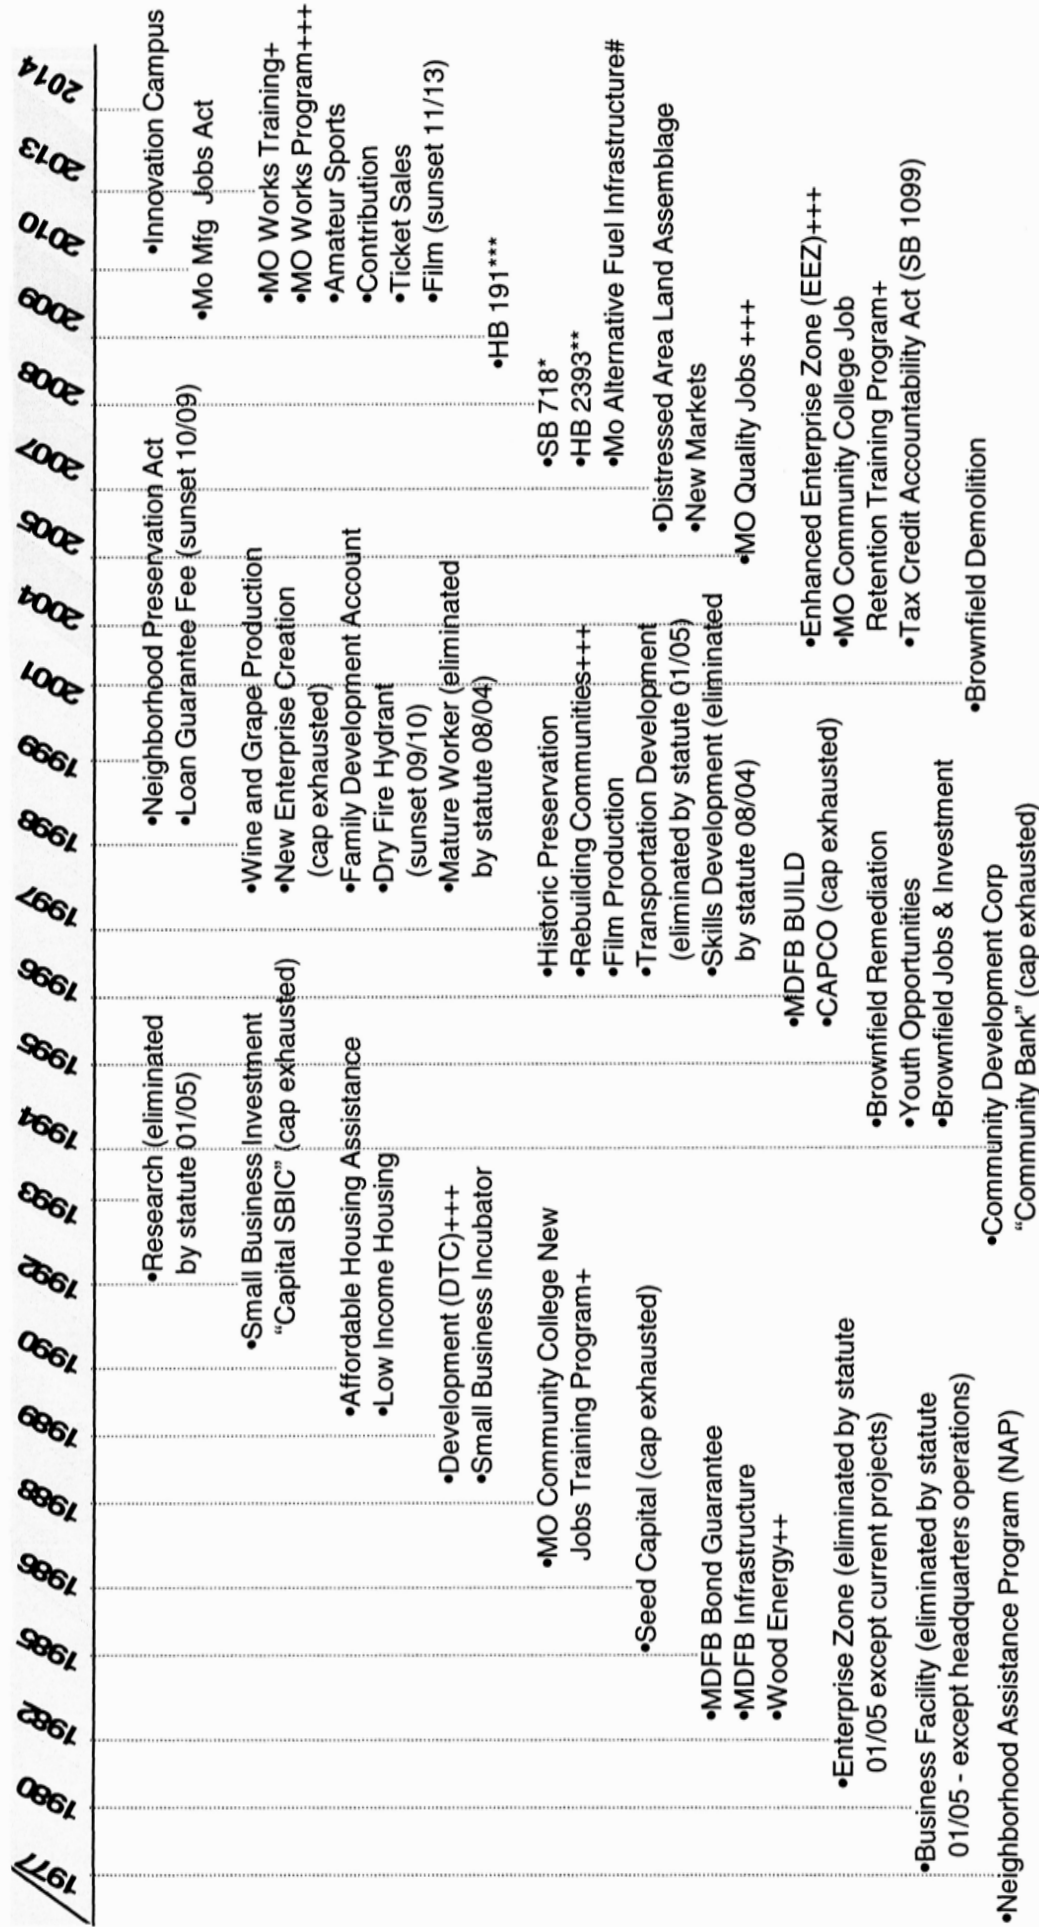 1977
1980
1982
1985
1986
1988
1989
1990
1992
1993
1994
1995
1996
1997
1998
1999
2001
2004
2005
2007
2008
2009
2010
2013
2014
•Research (eliminated
by statute 01/05)
•Neighborhood Preservation Act
•Loan Guarantee Fee (sunset 10/09)
•Innovation Campus
•Mo Mfg Jobs Act
•Small Business Investment
"Capital SBIC" (cap exhausted)
•Wine and Grape Production
•New Enterprise Creation
(cap exhausted)
•Family Development Account
•Dry Fire Hydrant
(sunset 09/10)
•Mature Worker (eliminated
by statute 08/04)
•MO Works Training+
•MO Works Program+++
•Amateur Sports
•Contribution
•Ticket Sales
•Film (sunset 11/13)
•Affordable Housing Assistance
•Low Income Housing
•Development (DTC)+++
•Small Business Incubator
•HB 191***
•MO Community College New
Jobs Training Program+
•Historic Preservation
•Rebuilding Communities+++
•Film Production
•Transportation Development
(eliminated by statute 01/05)
•Skills Development (eliminated
by statute 08/04)
•SB 718*
•HB 2393**
•Mo Alternative Fuel Infrastructure#
•Seed Capital (cap exhausted)
•Distressed Area Land Assemblage
•New Markets
•MDFB Bond Guarantee
•MDFB Infrastructure
•Wood Energy++
•MO Quality Jobs +++
•MDFB BUILD
•CAPCO (cap exhausted)
•Enterprise Zone (eliminated by statute
01/05 except current projects)
•Enhanced Enterprise Zone (EEZ)+++
•MO Community College Job
Retention Training Program+
•Tax Credit Accountability Act (SB 1099)
•Brownfield Remediation
•Youth Opportunities
•Brownfield Jobs & Investment
•Business Facility (eliminated by statute
01/05 - except headquarters operations)
•Brownfield Demolition
•Community Development Corp
"Community Bank" (cap exhausted)
•Neighborhood Assistance Program (NAP)